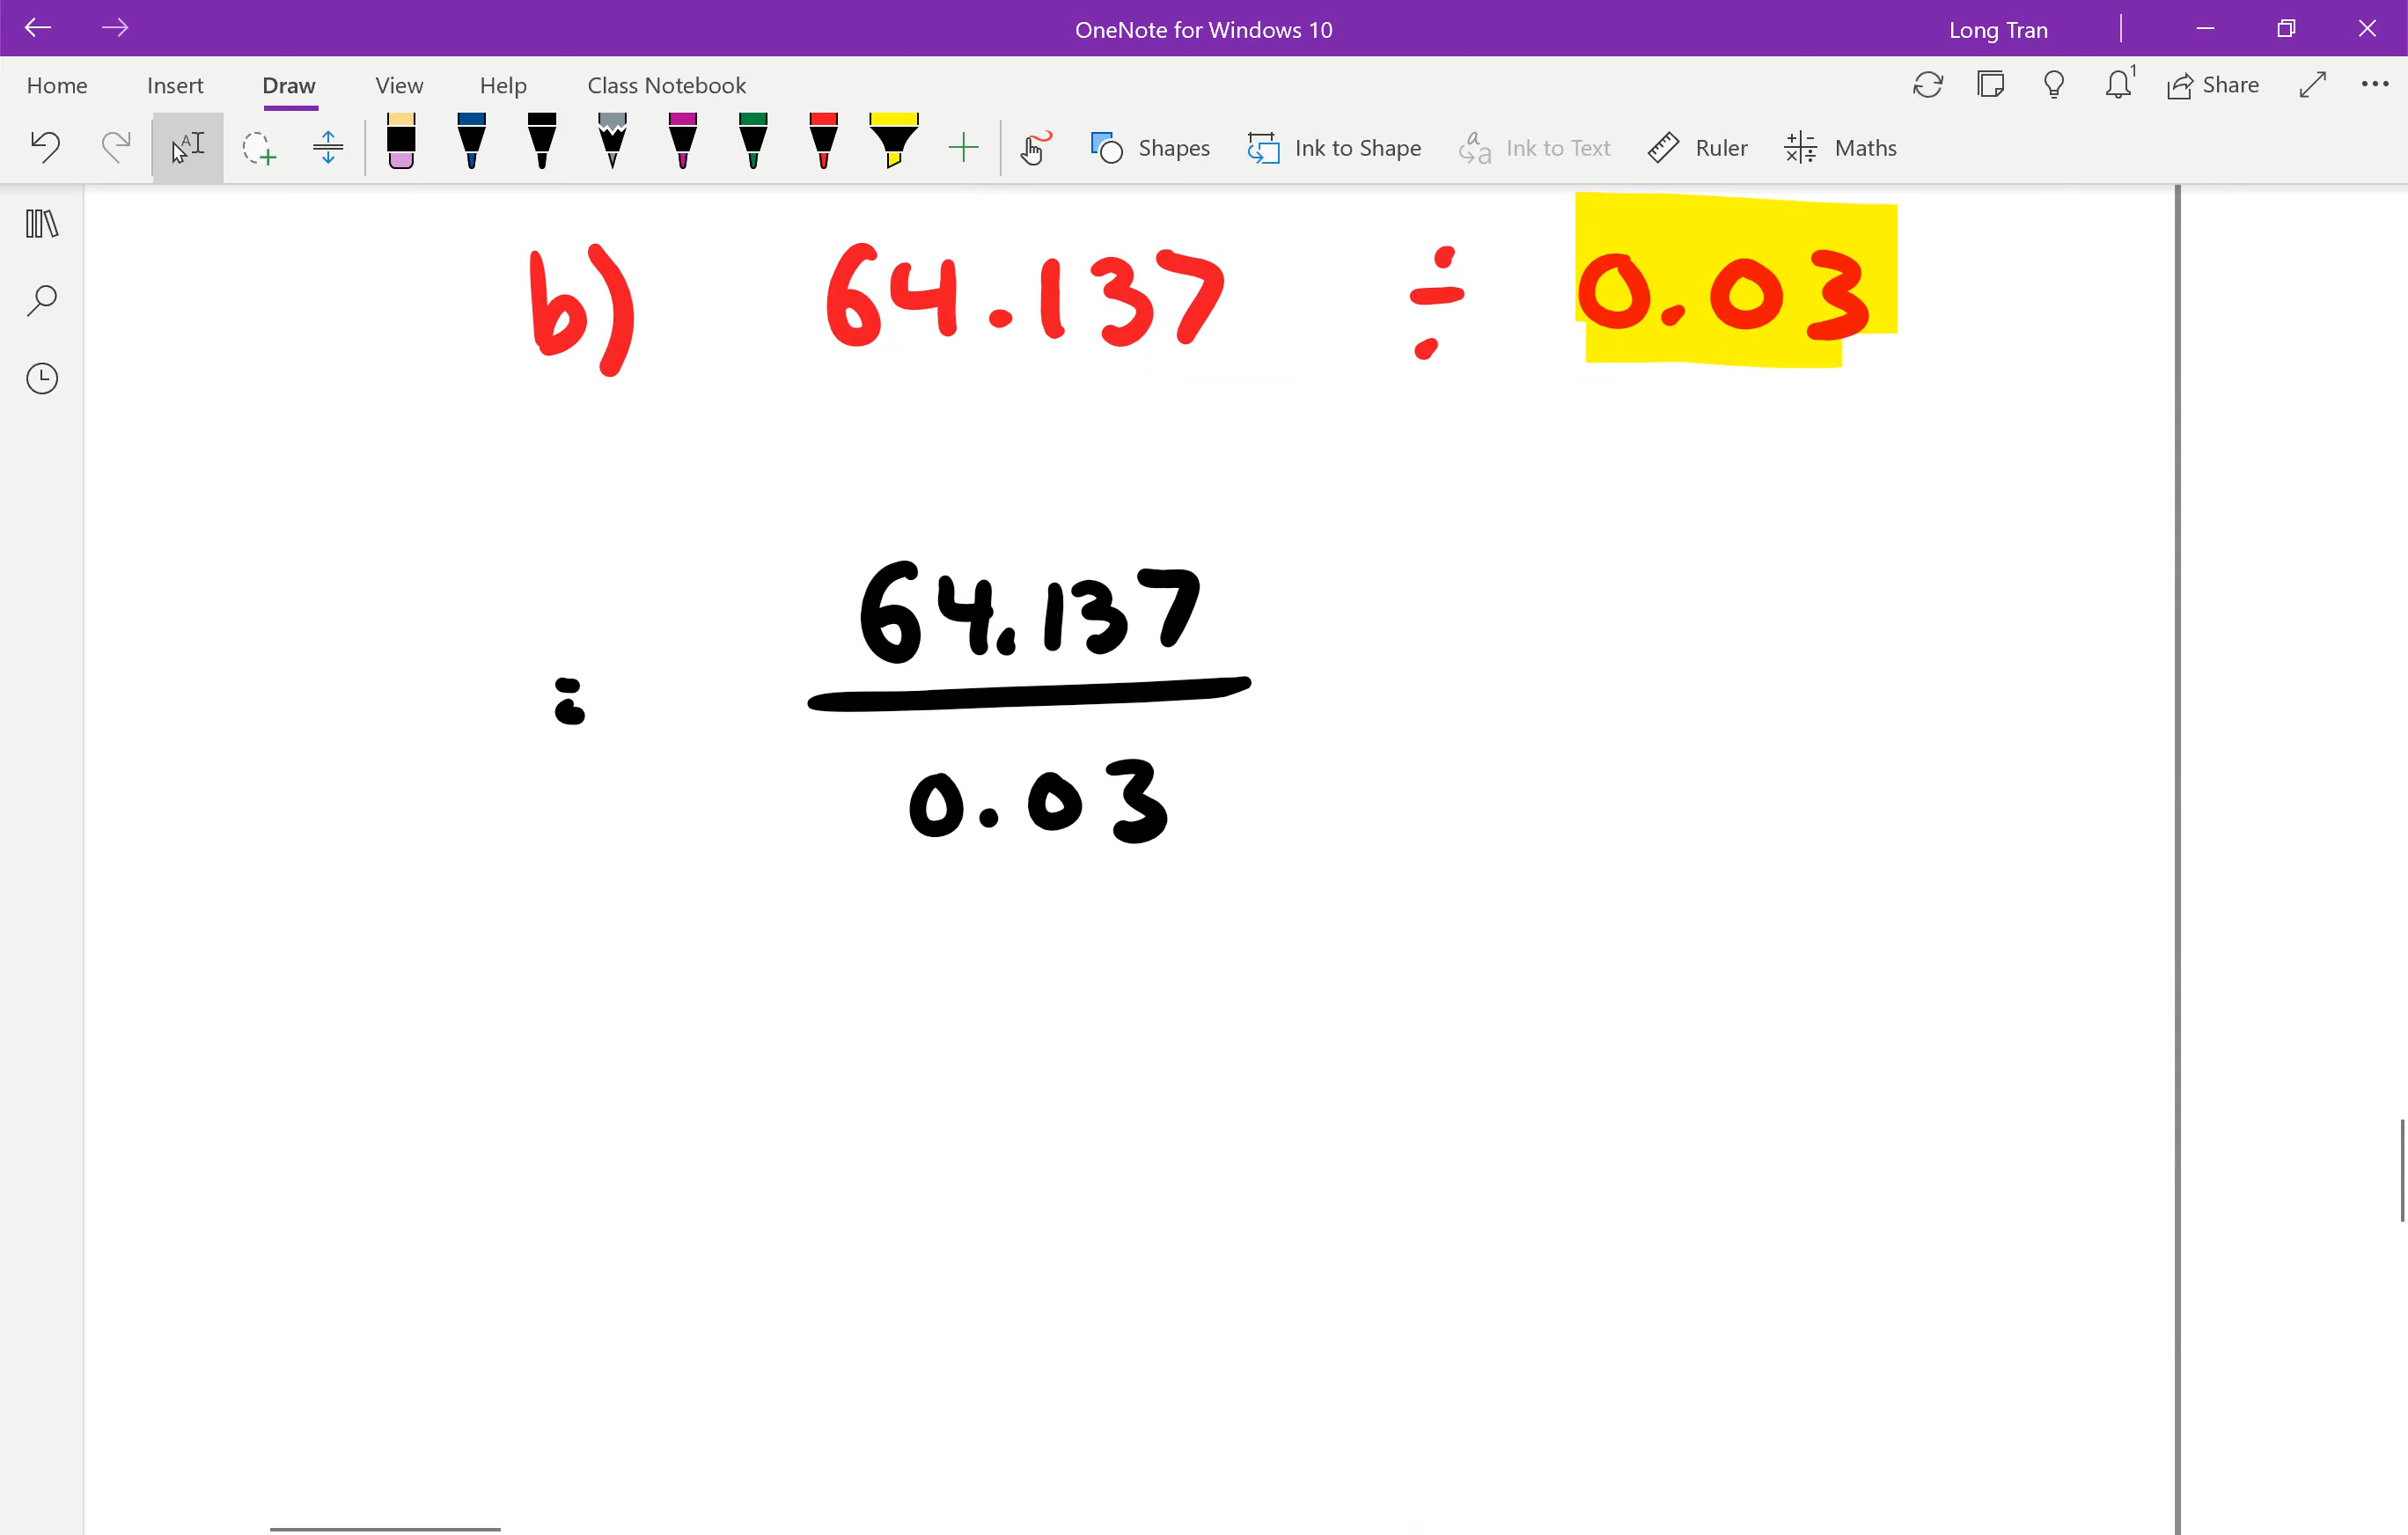 OneNote for Windows 10 Long Tran
Home Insert Draw View Help Class Notebook 1 Share
Shapes Ink to Shape Ink to Text Ruler Maths
b) 64.137 ÷ 0.03
= 64.137
0.03